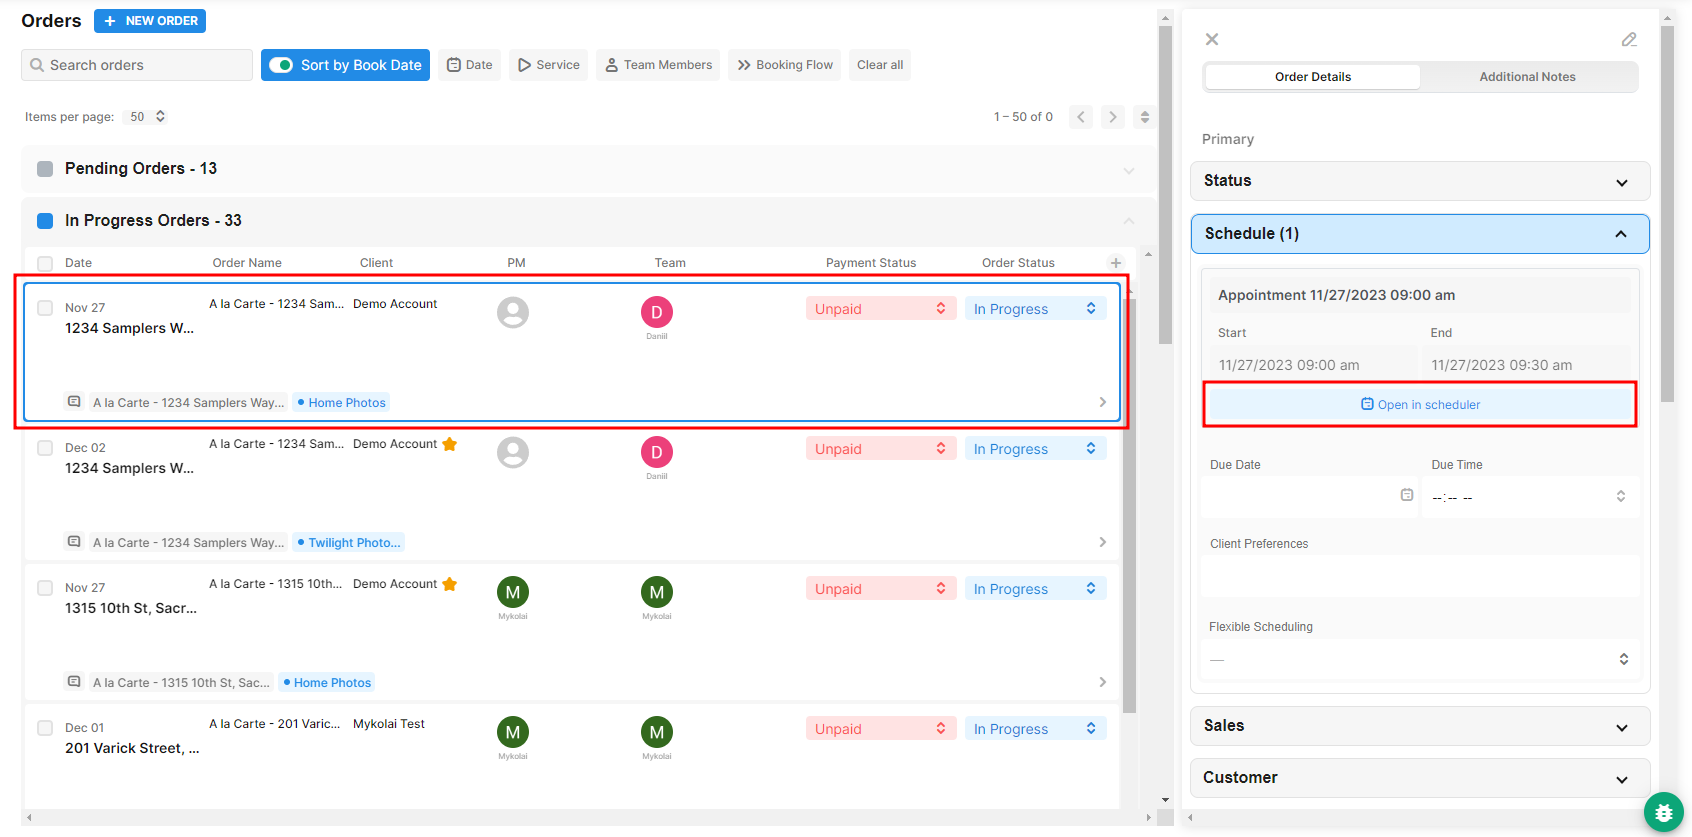 Orders
+ NEW ORDER
Search orders
Sort by Book Date
Date
Service
Team Members
Booking Flow
Clear all
Items per page: 50
1 – 50 of 0
Pending Orders - 13
In Progress Orders - 33
Date Order Name Client PM Team Payment Status Order Status +
Nov 27 A la Carte - 1234 Sam... Demo Account D Unpaid In Progress
1234 Samplers W... Daniil
A la Carte - 1234 Samplers Way... Home Photos
Dec 02 A la Carte - 1234 Sam... Demo Account D Unpaid In Progress
1234 Samplers W... Daniil
A la Carte - 1234 Samplers Way... Twilight Photo...
Nov 27 A la Carte - 1315 10th... Demo Account M M Unpaid In Progress
1315 10th St, Sacr... Mykolai Mykolai
A la Carte - 1315 10th St, Sac... Home Photos
Dec 01 A la Carte - 201 Varic... Mykolai Test M M Unpaid In Progress
201 Varick Street, ... Mykolai Mykolai
Order Details Additional Notes
Primary
Status
Schedule (1)
Appointment 11/27/2023 09:00 am
Start End
11/27/2023 09:00 am 11/27/2023 09:30 am
Open in scheduler
Due Date Due Time
--:-- --
Client Preferences
Flexible Scheduling
—
Sales
Customer